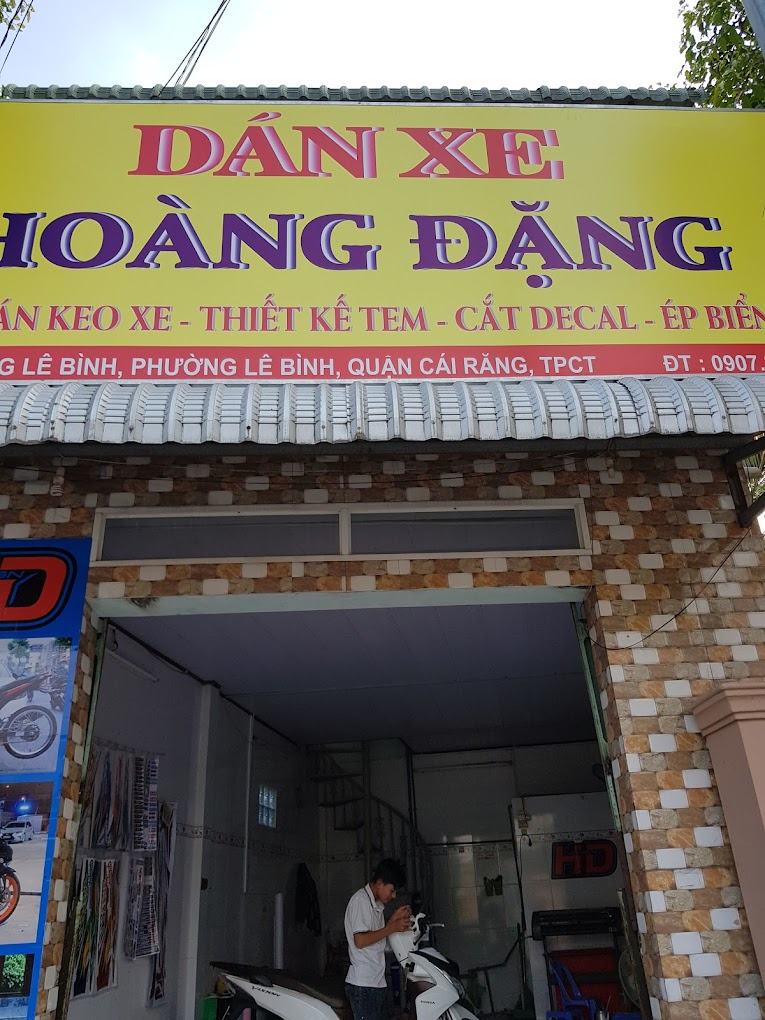 DÁN XE
HOÀNG ĐẶNG
ÁN KEO XE - THIẾT KẾ TEM - CẮT DECAL - ÉP BIỂN
G LÊ BÌNH, PHƯỜNG LÊ BÌNH, QUẬN CÁI RĂNG, TPCT ĐT : 0907.
HD
HONDA